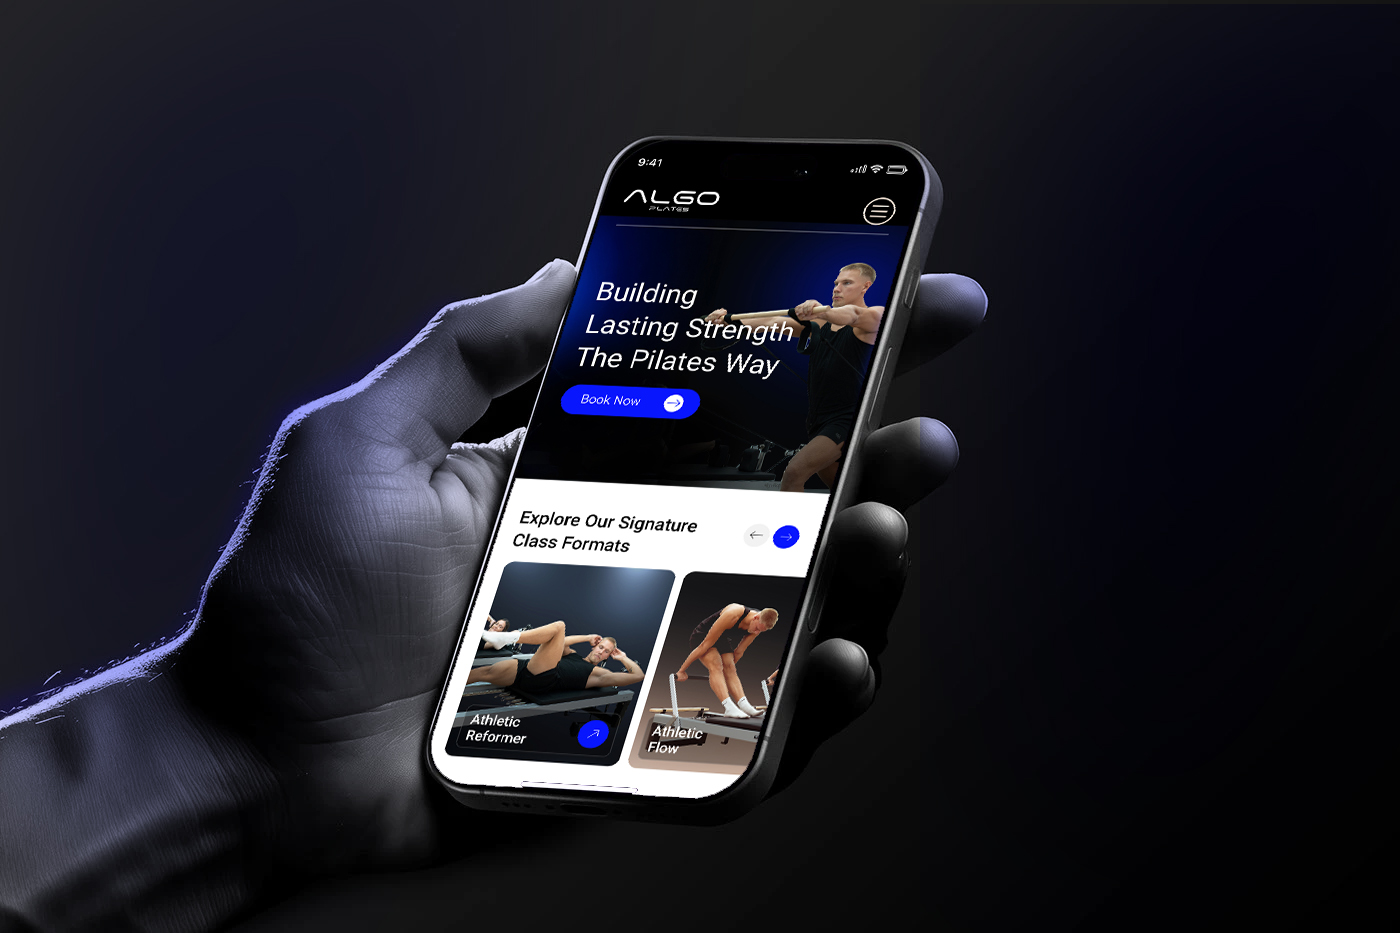 9:41
ALGO
PILATES
Building
Lasting Strength
The Pilates Way
Book Now
Explore Our Signature
Class Formats
Athletic
Reformer
Athletic
Flow